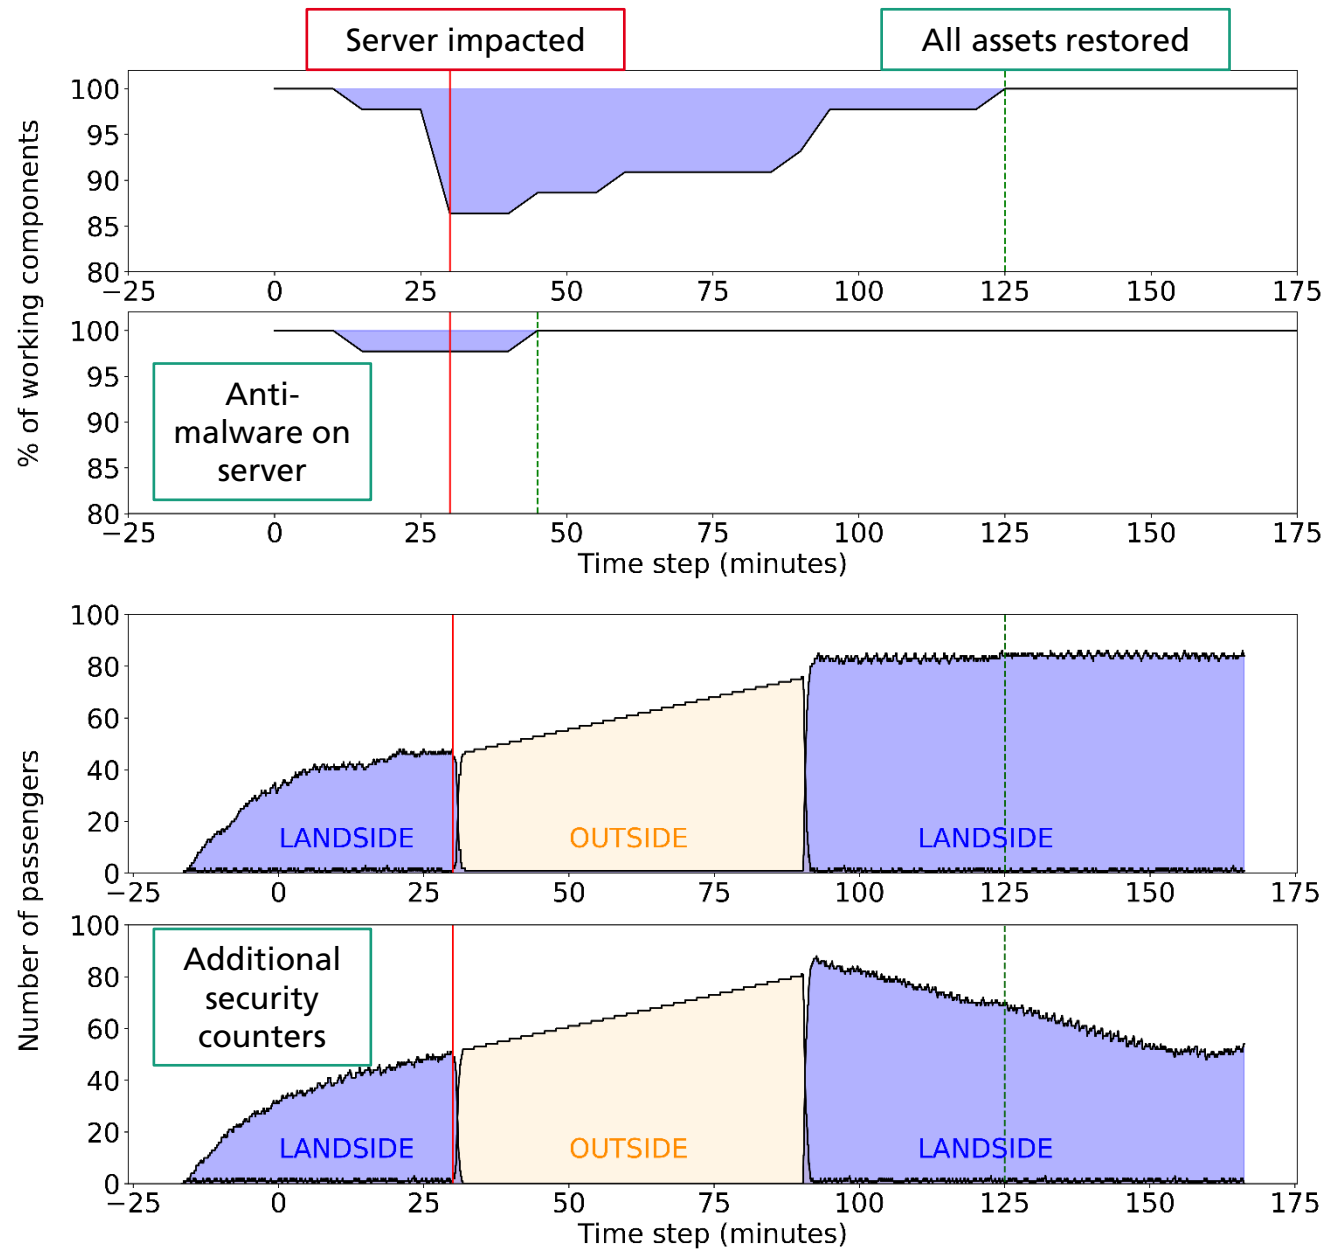 Server impacted
All assets restored
% of working components
100
95
90
85
80
−25 0 25 50 75 100 125 150 175
100
95
90
85
80
Anti-
malware on
server
−25 0 25 50 75 100 125 150 175
Time step (minutes)
Number of passengers
100
80
60
40
20
0
LANDSIDE OUTSIDE LANDSIDE
−25 0 25 50 75 100 125 150 175
100
80
60
40
20
0
Additional
security
counters
LANDSIDE OUTSIDE LANDSIDE
−25 0 25 50 75 100 125 150 175
Time step (minutes)